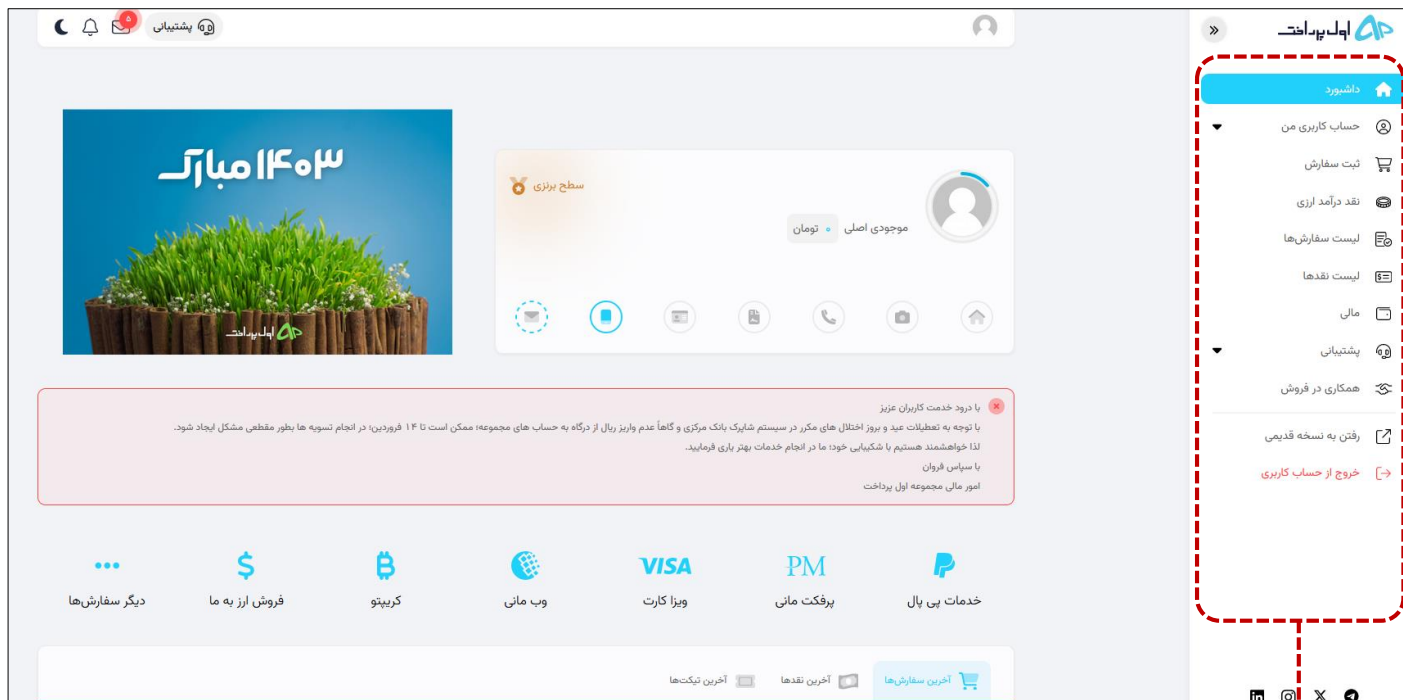 اول پرداخت
داشبورد
حساب کاربری من
ثبت سفارش
نقد درآمد ارزی
لیست سفارش‌ها
لیست نقدها
مالی
پشتیبانی
همکاری در فروش
رفتن به نسخه قدیمی
خروج از حساب کاربری
پشتیبانی
۵
سطح برنزی
موجودی اصلی ۰ تومان
۱۴۰۳ مبارک
اول پرداخت
با درود خدمت کاربران عزیز
با توجه به تعطیلات عید و بروز اختلال های مکرر در سیستم شاپرک بانک مرکزی و گاهاً عدم واریز ریال از درگاه به حساب های مجموعه؛ ممکن است تا ۱۴ فروردین؛ در انجام تسویه ها بطور مقطعی مشکل ایجاد شود.
لذا خواهشمند هستیم با شکیبایی خود؛ ما در انجام خدمات بهتر یاری فرمایید.
با سپاس فروان
امور مالی مجموعه اول پرداخت
PM
VISA
خدمات پی پال
پرفکت مانی
ویزا کارت
وب مانی
کریپتو
فروش ارز به ما
دیگر سفارش‌ها
آخرین سفارش‌ها
آخرین نقدها
آخرین تیکت‌ها